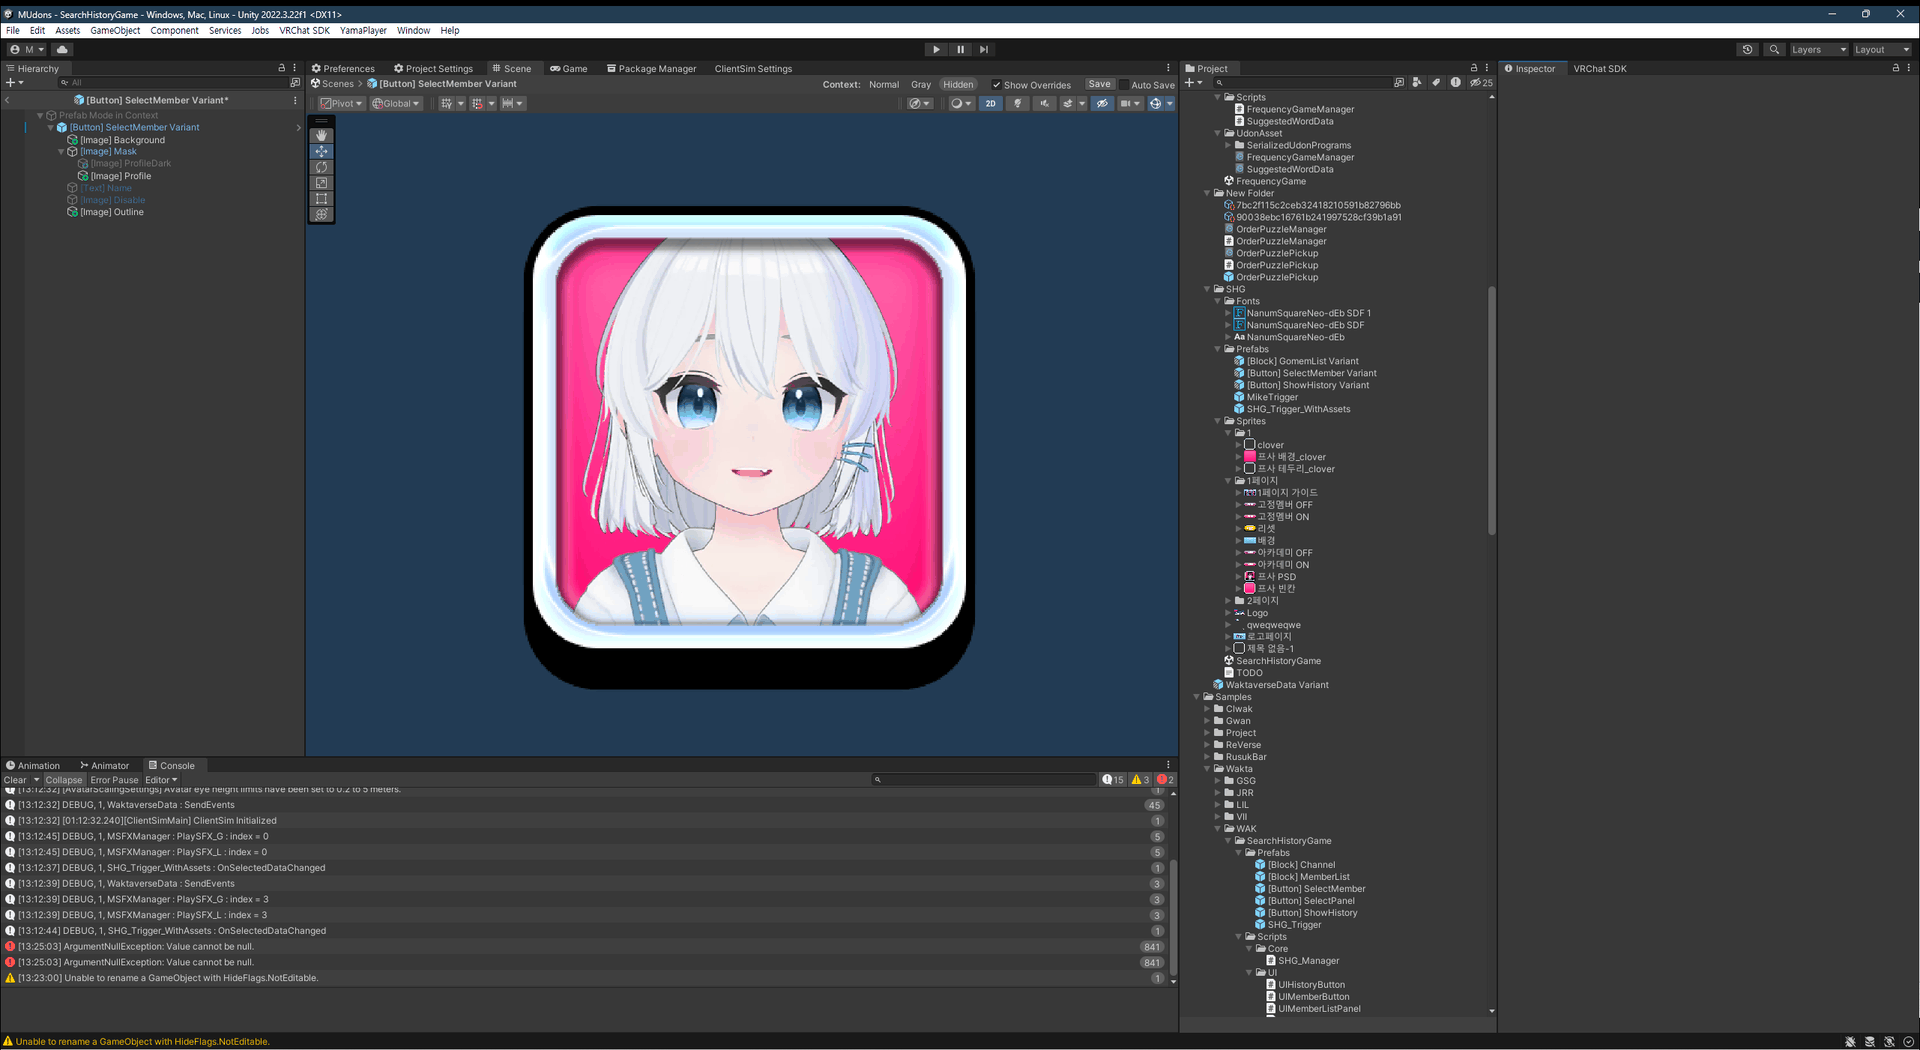 MUdons - SearchHistoryGame - Windows, Mac, Linux - Unity 2022.3.22f1 <DX11>
File Edit Assets GameObject Component Services Jobs VRChat SDK YamaPlayer Window Help
M
Layers
Layout
Hierarchy
All
[Button] SelectMember Variant*
Prefab Mode in Context
[Button] SelectMember Variant
[Image] Background
[Image] Mask
[Image] ProfileDark
[Image] Profile
[Text] Name
[Image] Disable
[Image] Outline
Preferences Project Settings Scene Game Package Manager ClientSim Settings
Scenes > [Button] SelectMember Variant
Context: Normal Gray Hidden Show Overrides Save Auto Save
Pivot Global 2D
Animation Animator Console
Clear Collapse Error Pause Editor
15 3 2
[13:12:32] [AvatarScalingSettings] Avatar eye height limits have been set to 0.2 to 5 meters. 1
[13:12:32] DEBUG, 1, WaktaverseData : SendEvents 45
[13:12:32] [01:12:32.240][ClientSimMain] ClientSim Initialized 1
[13:12:45] DEBUG, 1, MSFXManager : PlaySFX_G : index = 0 5
[13:12:45] DEBUG, 1, MSFXManager : PlaySFX_L : index = 0 5
[13:12:37] DEBUG, 1, SHG_Trigger_WithAssets : OnSelectedDataChanged 1
[13:12:39] DEBUG, 1, WaktaverseData : SendEvents 3
[13:12:39] DEBUG, 1, MSFXManager : PlaySFX_G : index = 3 3
[13:12:39] DEBUG, 1, MSFXManager : PlaySFX_L : index = 3 3
[13:12:44] DEBUG, 1, SHG_Trigger_WithAssets : OnSelectedDataChanged 1
[13:25:03] ArgumentNullException: Value cannot be null. 841
[13:25:03] ArgumentNullException: Value cannot be null. 841
[13:23:00] Unable to rename a GameObject with HideFlags.NotEditable. 1
Project
25
Scripts
FrequencyGameManager
SuggestedWordData
UdonAsset
SerializedUdonPrograms
FrequencyGameManager
SuggestedWordData
FrequencyGame
New Folder
7bc2f115c2ceb32418210591b82796bb
90038ebc16761b241997528cf39b1a91
OrderPuzzleManager
OrderPuzzleManager
OrderPuzzlePickup
OrderPuzzlePickup
OrderPuzzlePickup
SHG
Fonts
NanumSquareNeo-dEb SDF 1
NanumSquareNeo-dEb SDF
NanumSquareNeo-dEb
Prefabs
[Block] GomemList Variant
[Button] SelectMember Variant
[Button] ShowHistory Variant
MikeTrigger
SHG_Trigger_WithAssets
Sprites
1
clover
프사 배경_clover
프사 테두리_clover
1페이지
1페이지 가이드
고정멤버 OFF
고정멤버 ON
리셋
배경
아카데미 OFF
아카데미 ON
프사 PSD
프사 빈칸
2페이지
Logo
qweqweqwe
로고페이지
제목 없음-1
SearchHistoryGame
TODO
WaktaverseData Variant
Samples
Clwak
Gwan
Project
ReVerse
RusukBar
Wakta
GSG
JRR
LIL
VII
WAK
SearchHistoryGame
Prefabs
[Block] Channel
[Block] MemberList
[Button] SelectMember
[Button] SelectPanel
[Button] ShowHistory
SHG_Trigger
Scripts
Core
SHG_Manager
UI
UIHistoryButton
UIMemberButton
UIMemberListPanel
Inspector VRChat SDK
Unable to rename a GameObject with HideFlags.NotEditable.